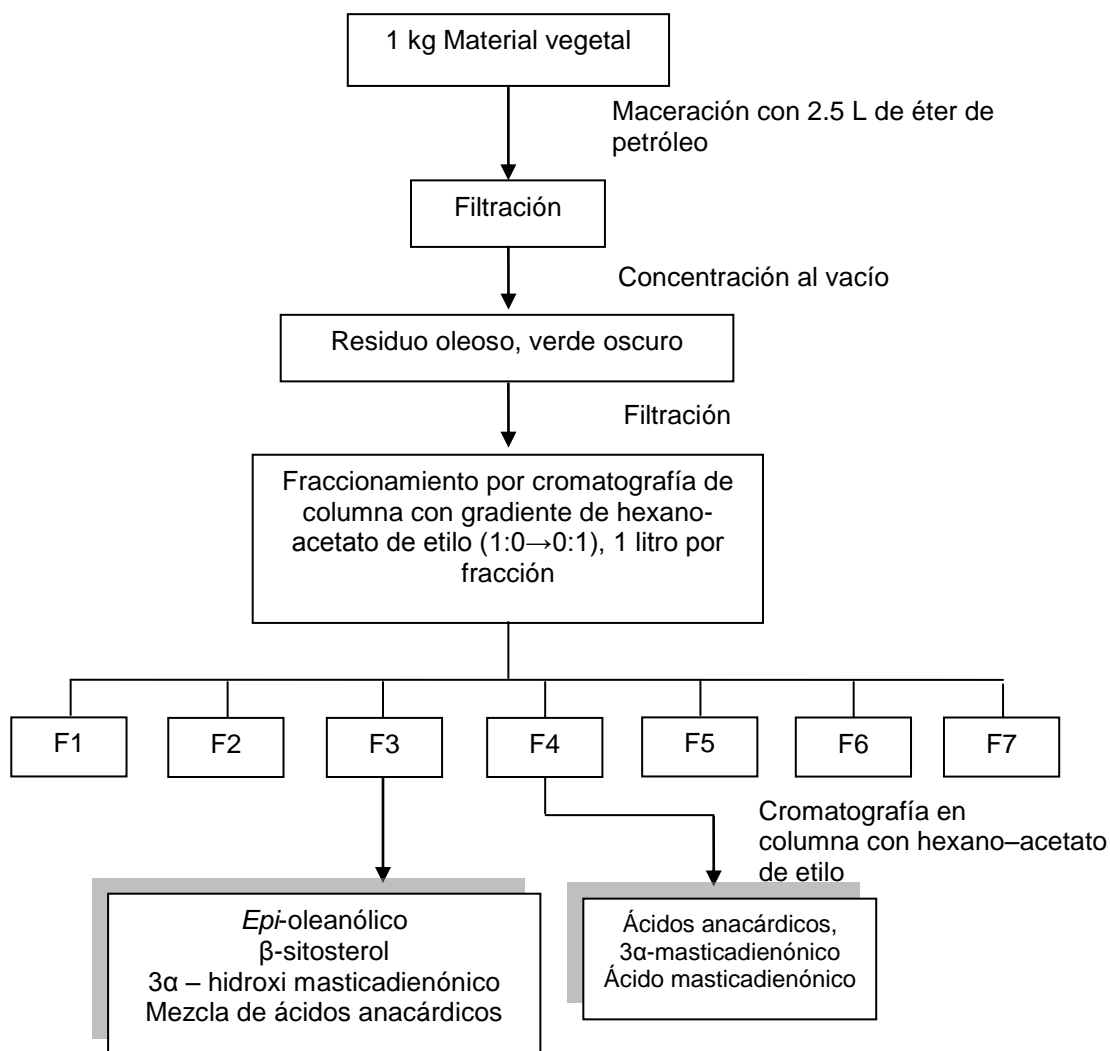 1 kg Material vegetal
Maceración con 2.5 L de éter de
petróleo
Filtración
Concentración al vacío
Residuo oleoso, verde oscuro
Filtración
Fraccionamiento por cromatografía de
columna con gradiente de hexano-
acetato de etilo (1:0→0:1), 1 litro por
fracción
F1
F2
F3
F4
F5
F6
F7
Cromatografía en
columna con hexano–acetato
de etilo
Epi-oleanólico
β-sitosterol
3α – hidroxi masticadienónico
Mezcla de ácidos anacárdicos
Ácidos anacárdicos,
3α-masticadienónico
Ácido masticadienónico